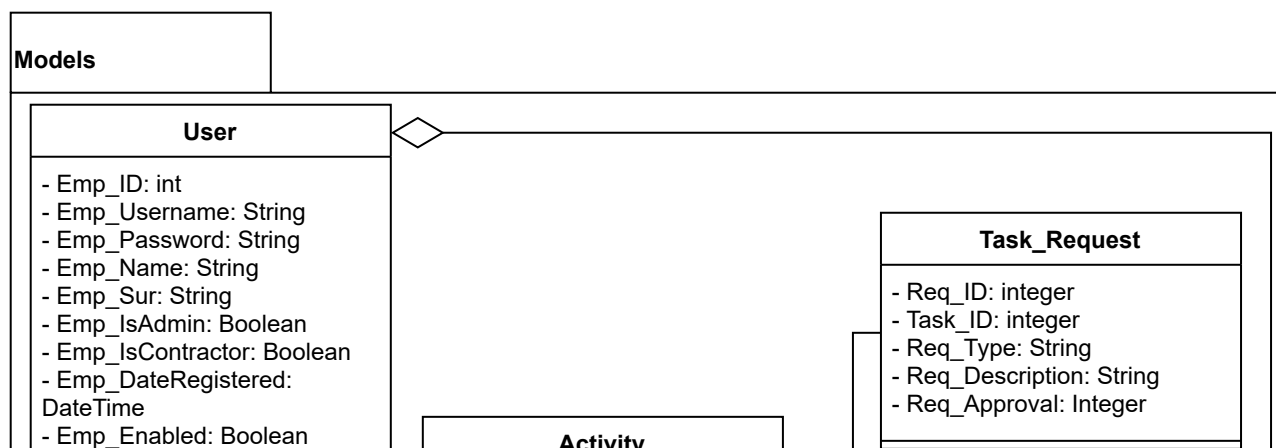 Models
User
- Emp_ID: int
- Emp_Username: String
- Emp_Password: String
- Emp_Name: String
- Emp_Sur: String
- Emp_IsAdmin: Boolean
- Emp_IsContractor: Boolean
- Emp_DateRegistered:
DateTime
- Emp_Enabled: Boolean
Task_Request
- Req_ID: integer
- Task_ID: integer
- Req_Type: String
- Req_Description: String
- Req_Approval: Integer
Activity